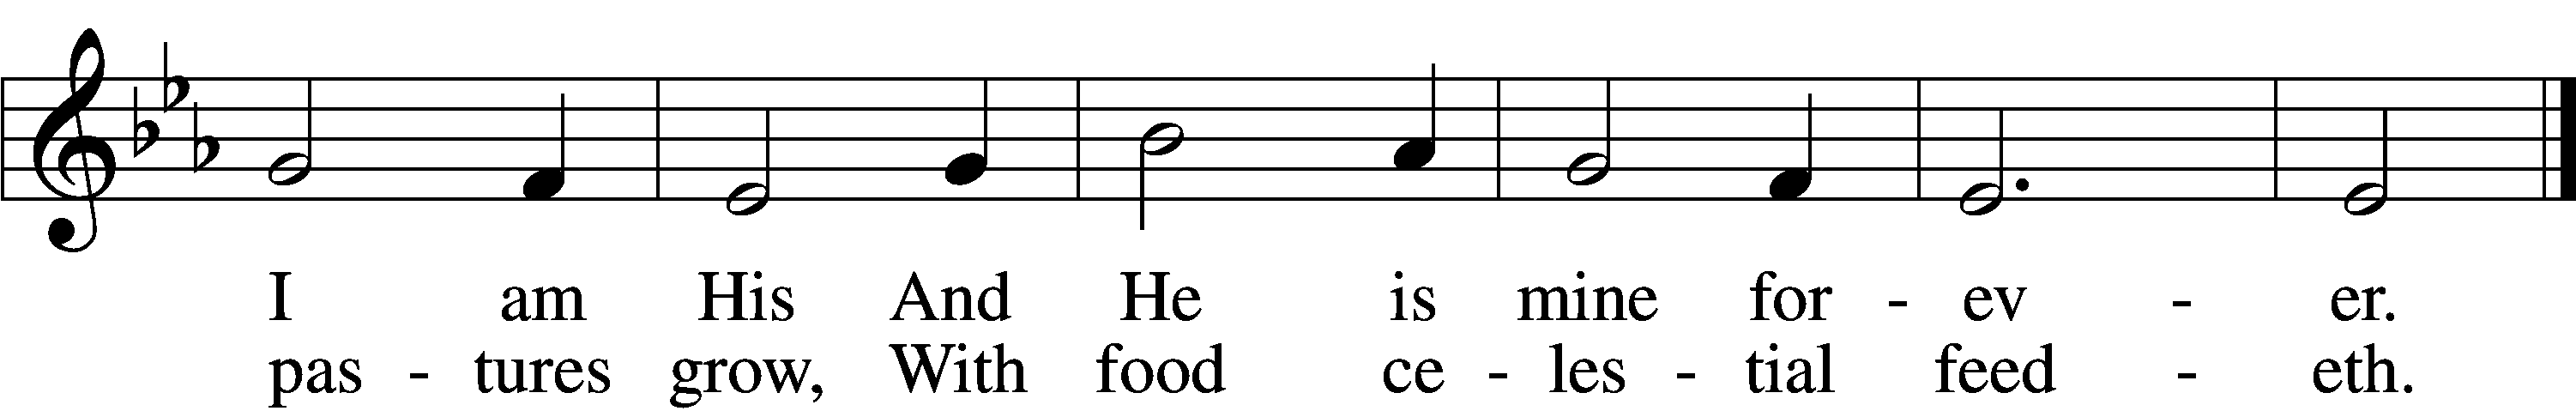 I am His And He is mine for - ev - er.
pas - tures grow, With food ce - les - tial feed - eth.